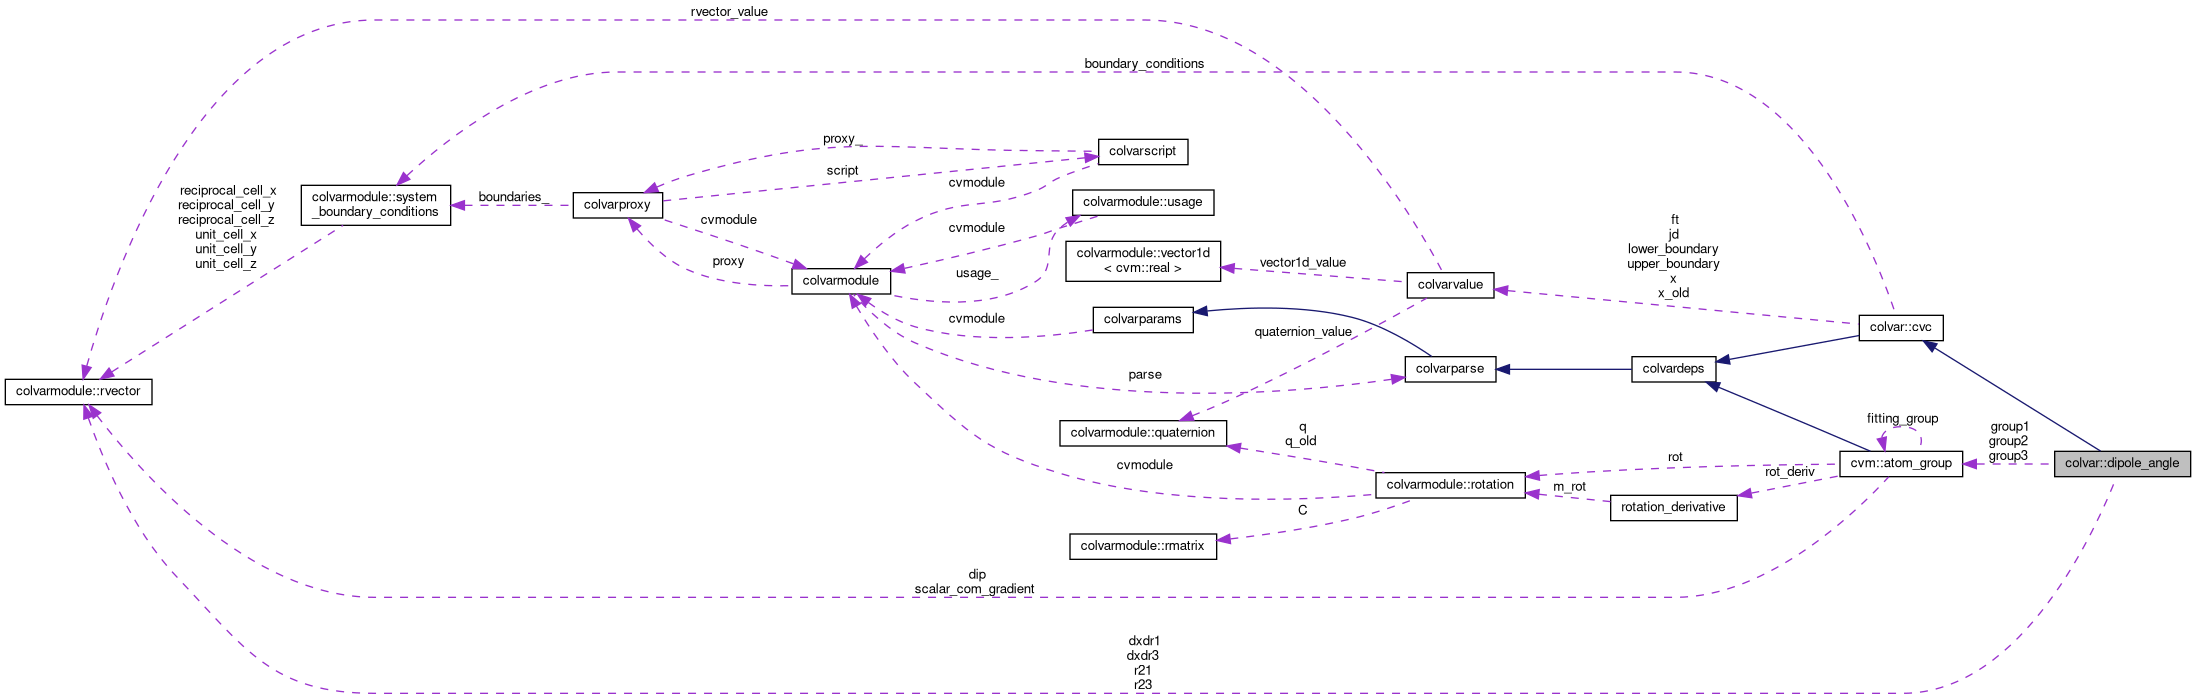 rvector_value
boundary_conditions
proxy_
colvarscript
script
cvmodule
reciprocal_cell_x
reciprocal_cell_y
reciprocal_cell_z
unit_cell_x
unit_cell_y
unit_cell_z
colvarmodule::system
_boundary_conditions
boundaries_
colvarproxy
colvarmodule::usage
cvmodule
cvmodule
proxy
usage_
colvarmodule
colvarmodule::vector1d
< cvm::real >
vector1d_value
colvarvalue
ft
jd
lower_boundary
upper_boundary
x
x_old
colvar::cvc
cvmodule
colvarparams
quaternion_value
parse
colvarparse
colvardeps
colvarmodule::rvector
colvarmodule::quaternion
q
q_old
cvmodule
colvarmodule::rotation
rot
m_rot
rot_deriv
rotation_derivative
fitting_group
cvm::atom_group
group1
group2
group3
colvar::dipole_angle
C
colvarmodule::rmatrix
dip
scalar_com_gradient
dxdr1
dxdr3
r21
r23